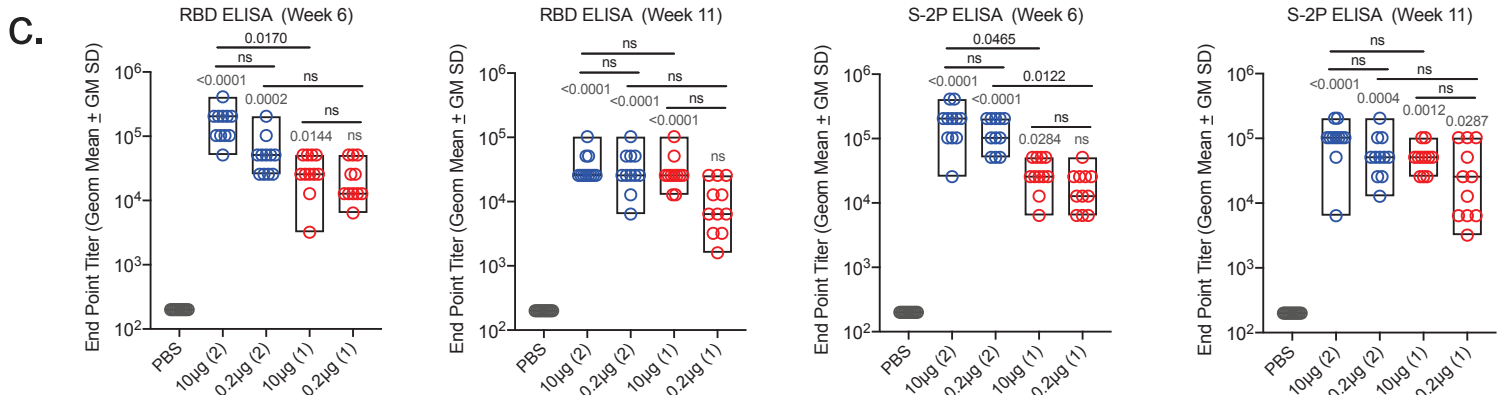 c.
RBD ELISA (Week 6)
End Point Titer (Geom Mean ± GM SD)
10⁶
10⁵
10⁴
10³
10²
0.0170
ns
ns
ns
<0.0001
0.0002
0.0144
ns
PBS
10µg (2)
0.2µg (2)
10µg (1)
0.2µg (1)
RBD ELISA (Week 11)
End Point Titer (Geom Mean ± GM SD)
10⁶
10⁵
10⁴
10³
10²
ns
ns
ns
ns
<0.0001
<0.0001
<0.0001
ns
PBS
10µg (2)
0.2µg (2)
10µg (1)
0.2µg (1)
S-2P ELISA (Week 6)
End Point Titer (Geom Mean ± GM SD)
10⁶
10⁵
10⁴
10³
10²
0.0465
ns
0.0122
ns
<0.0001
<0.0001
0.0284
ns
PBS
10µg (2)
0.2µg (2)
10µg (1)
0.2µg (1)
S-2P ELISA (Week 11)
End Point Titer (Geom Mean ± GM SD)
10⁶
10⁵
10⁴
10³
10²
ns
ns
ns
ns
<0.0001
0.0004
0.0012
0.0287
PBS
10µg (2)
0.2µg (2)
10µg (1)
0.2µg (1)